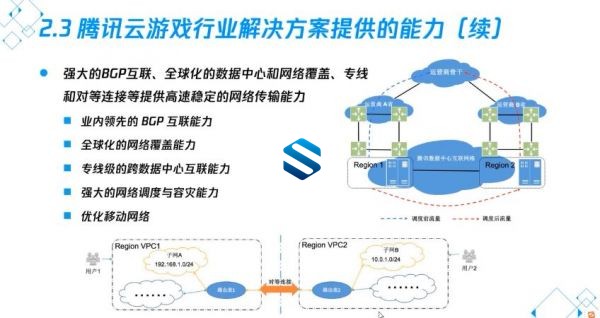 2.3 腾讯云游戏行业解决方案提供的能力（续）
强大的BGP互联、全球化的数据中心和网络覆盖、专线
和对等连接等提供高速稳定的网络传输能力
业内领先的 BGP 互联能力
全球化的网络覆盖能力
专线级的跨数据中心互联能力
强大的网络调度与容灾能力
优化移动网络
运营商骨干
运营商A省
运营商B省
Region 1
腾讯数据中心互联网络
Region 2
调度前流量
调度后流量
Region VPC1
子网A
192.168.1.0/24
用户1
路由表1
对等连接
Region VPC2
子网B
10.0.1.0/24
路由表2
用户2